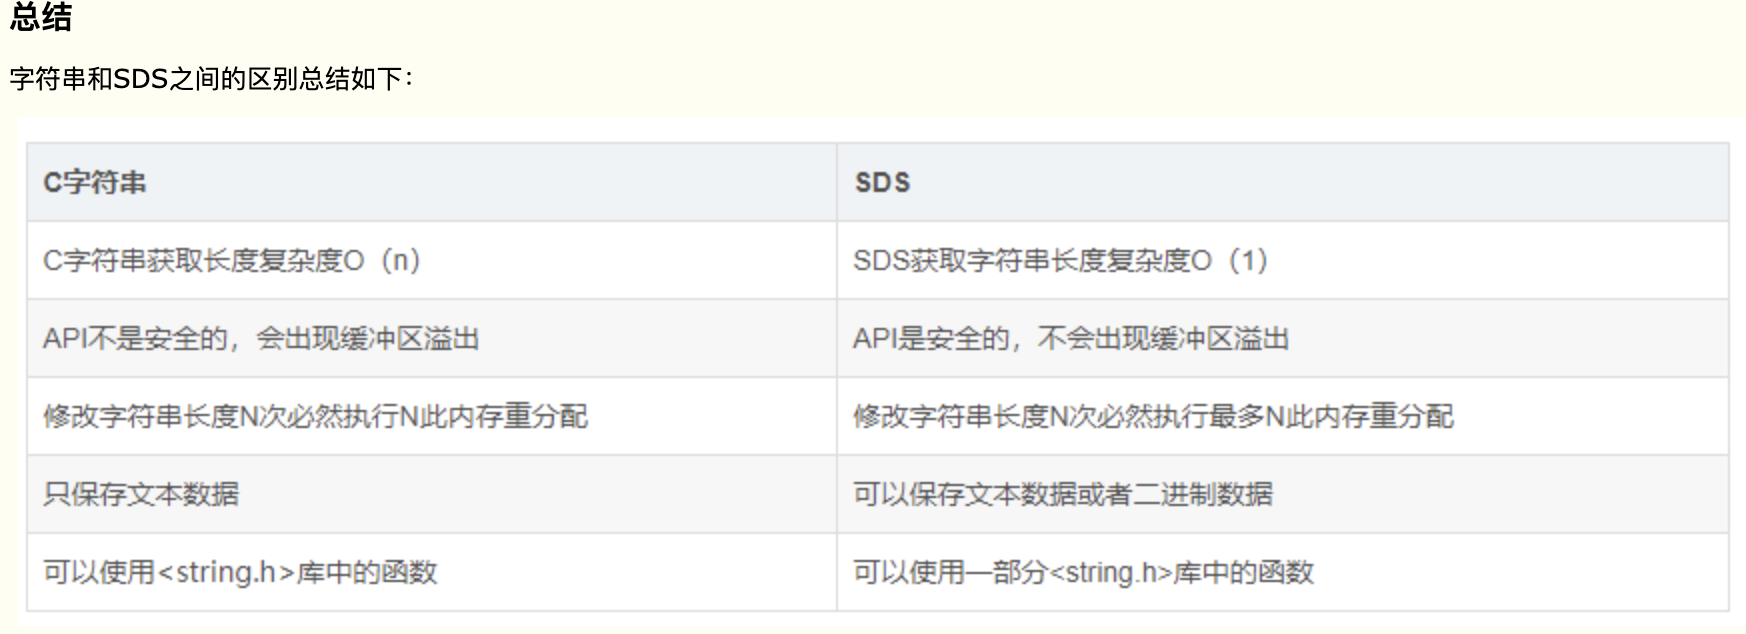 总结
字符串和SDS之间的区别总结如下：
C字符串 SDS
C字符串获取长度复杂度O（n） SDS获取字符串长度复杂度O（1）
API不是安全的，会出现缓冲区溢出 API是安全的，不会出现缓冲区溢出
修改字符串长度N次必然执行N此内存重分配 修改字符串长度N次必然执行最多N此内存重分配
只保存文本数据 可以保存文本数据或者二进制数据
可以使用<string.h>库中的函数 可以使用一部分<string.h>库中的函数